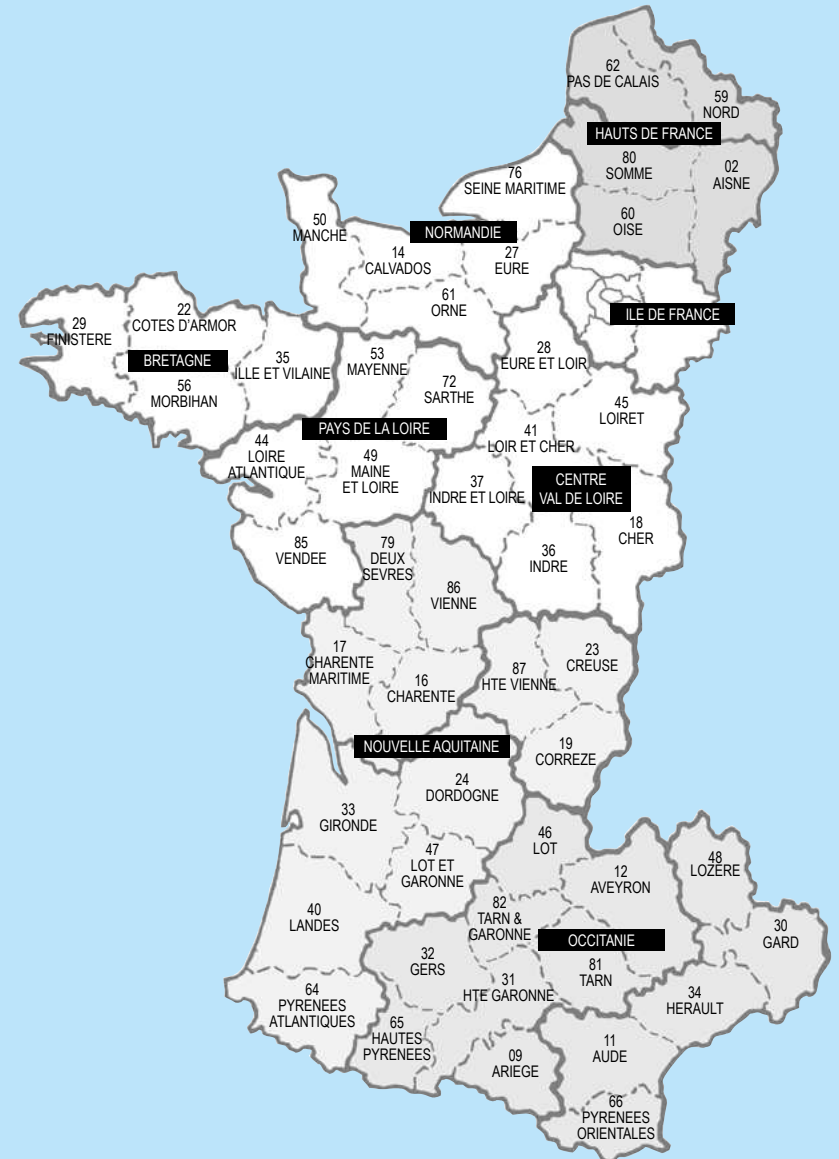 62
PAS DE CALAIS
59
NORD
HAUTS DE FRANCE
80
SOMME
02
AISNE
60
OISE
76
SEINE MARITIME
50
MANCHE
NORMANDIE
14
CALVADOS
27
EURE
61
ORNE
ILE DE FRANCE
29
FINISTERE
22
COTES D'ARMOR
BRETAGNE
35
ILLE ET VILAINE
56
MORBIHAN
53
MAYENNE
72
SARTHE
PAYS DE LA LOIRE
44
LOIRE
ATLANTIQUE
49
MAINE
ET LOIRE
85
VENDEE
28
EURE ET LOIR
45
LOIRET
41
LOIR ET CHER
37
INDRE ET LOIRE
CENTRE
VAL DE LOIRE
18
CHER
36
INDRE
79
DEUX
SEVRES
86
VIENNE
17
CHARENTE
MARITIME
16
CHARENTE
87
HTE VIENNE
23
CREUSE
19
CORREZE
NOUVELLE AQUITAINE
24
DORDOGNE
33
GIRONDE
47
LOT ET
GARONNE
40
LANDES
64
PYRENEES
ATLANTIQUES
46
LOT
12
AVEYRON
48
LOZERE
82
TARN &
GARONNE
OCCITANIE
30
GARD
32
GERS
31
HTE GARONNE
81
TARN
34
HERAULT
65
HAUTES
PYRENEES
09
ARIEGE
11
AUDE
66
PYRENEES
ORIENTALES